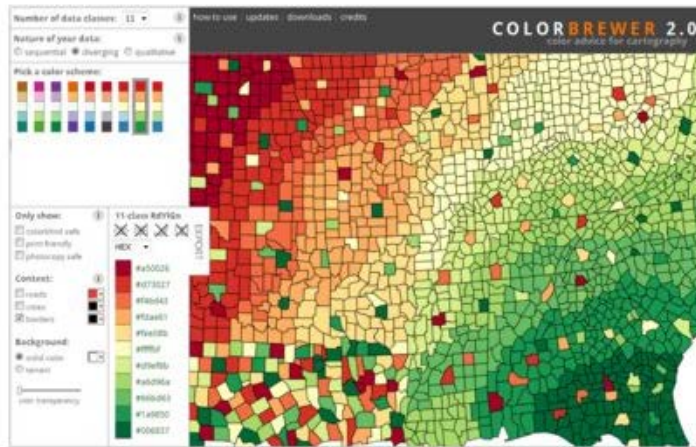 Number of data classes: 11
how to use | updates | downloads | credits
COLORBREWER 2.0
color advice for cartography
Nature of your data:
sequential diverging qualitative
Pick a color scheme:
Only show:
colorblind safe
print friendly
photocopy safe
Context:
roads
cities
borders
Background:
solid color
terrain
color transparency
11-class RdYlGn
EXPORT
HEX
#a50026
#d73027
#f46d43
#fdae61
#fee08b
#ffffbf
#d9ef8b
#a6d96a
#66bd63
#1a9850
#006837